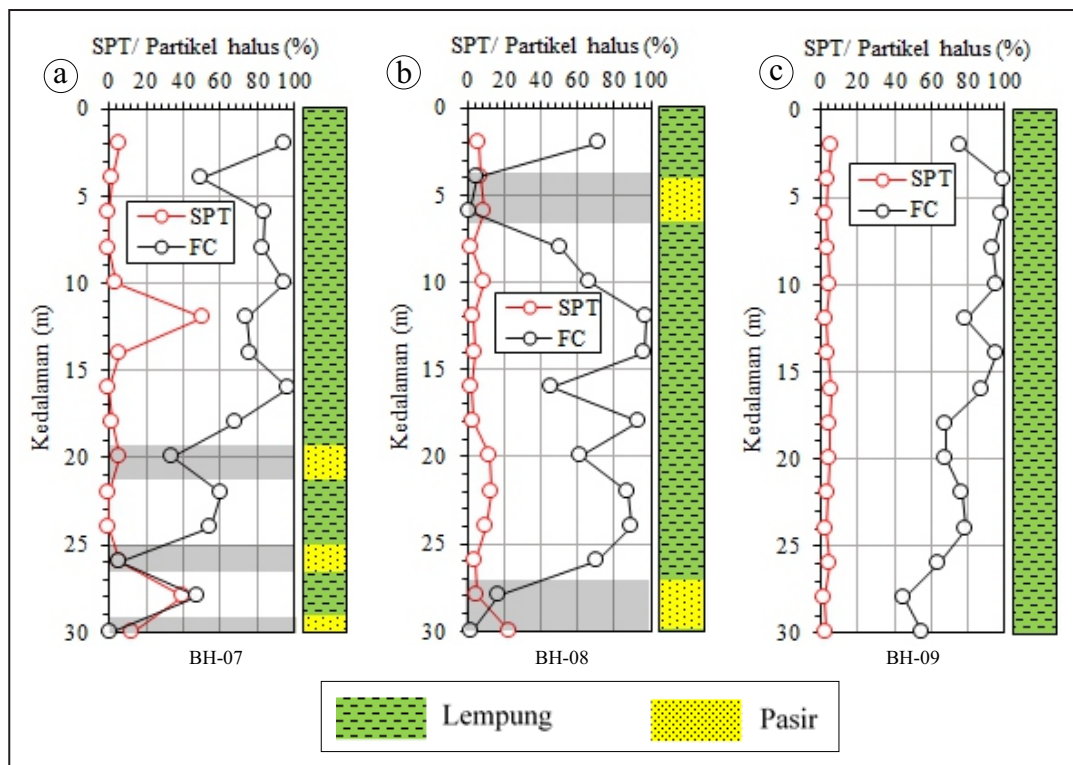 SPT/ Partikel halus (%)
SPT/ Partikel halus (%)
SPT/ Partikel halus (%)
a
b
c
0 20 40 60 80 100
0 20 40 60 80 100
0 20 40 60 80 100
0
5
10
15
20
25
30
Kedalaman (m)
SPT
FC
BH-07
0
5
10
15
20
25
30
Kedalaman (m)
SPT
FC
BH-08
0
5
10
15
20
25
30
Kedalaman (m)
SPT
FC
BH-09
Lempung
Pasir